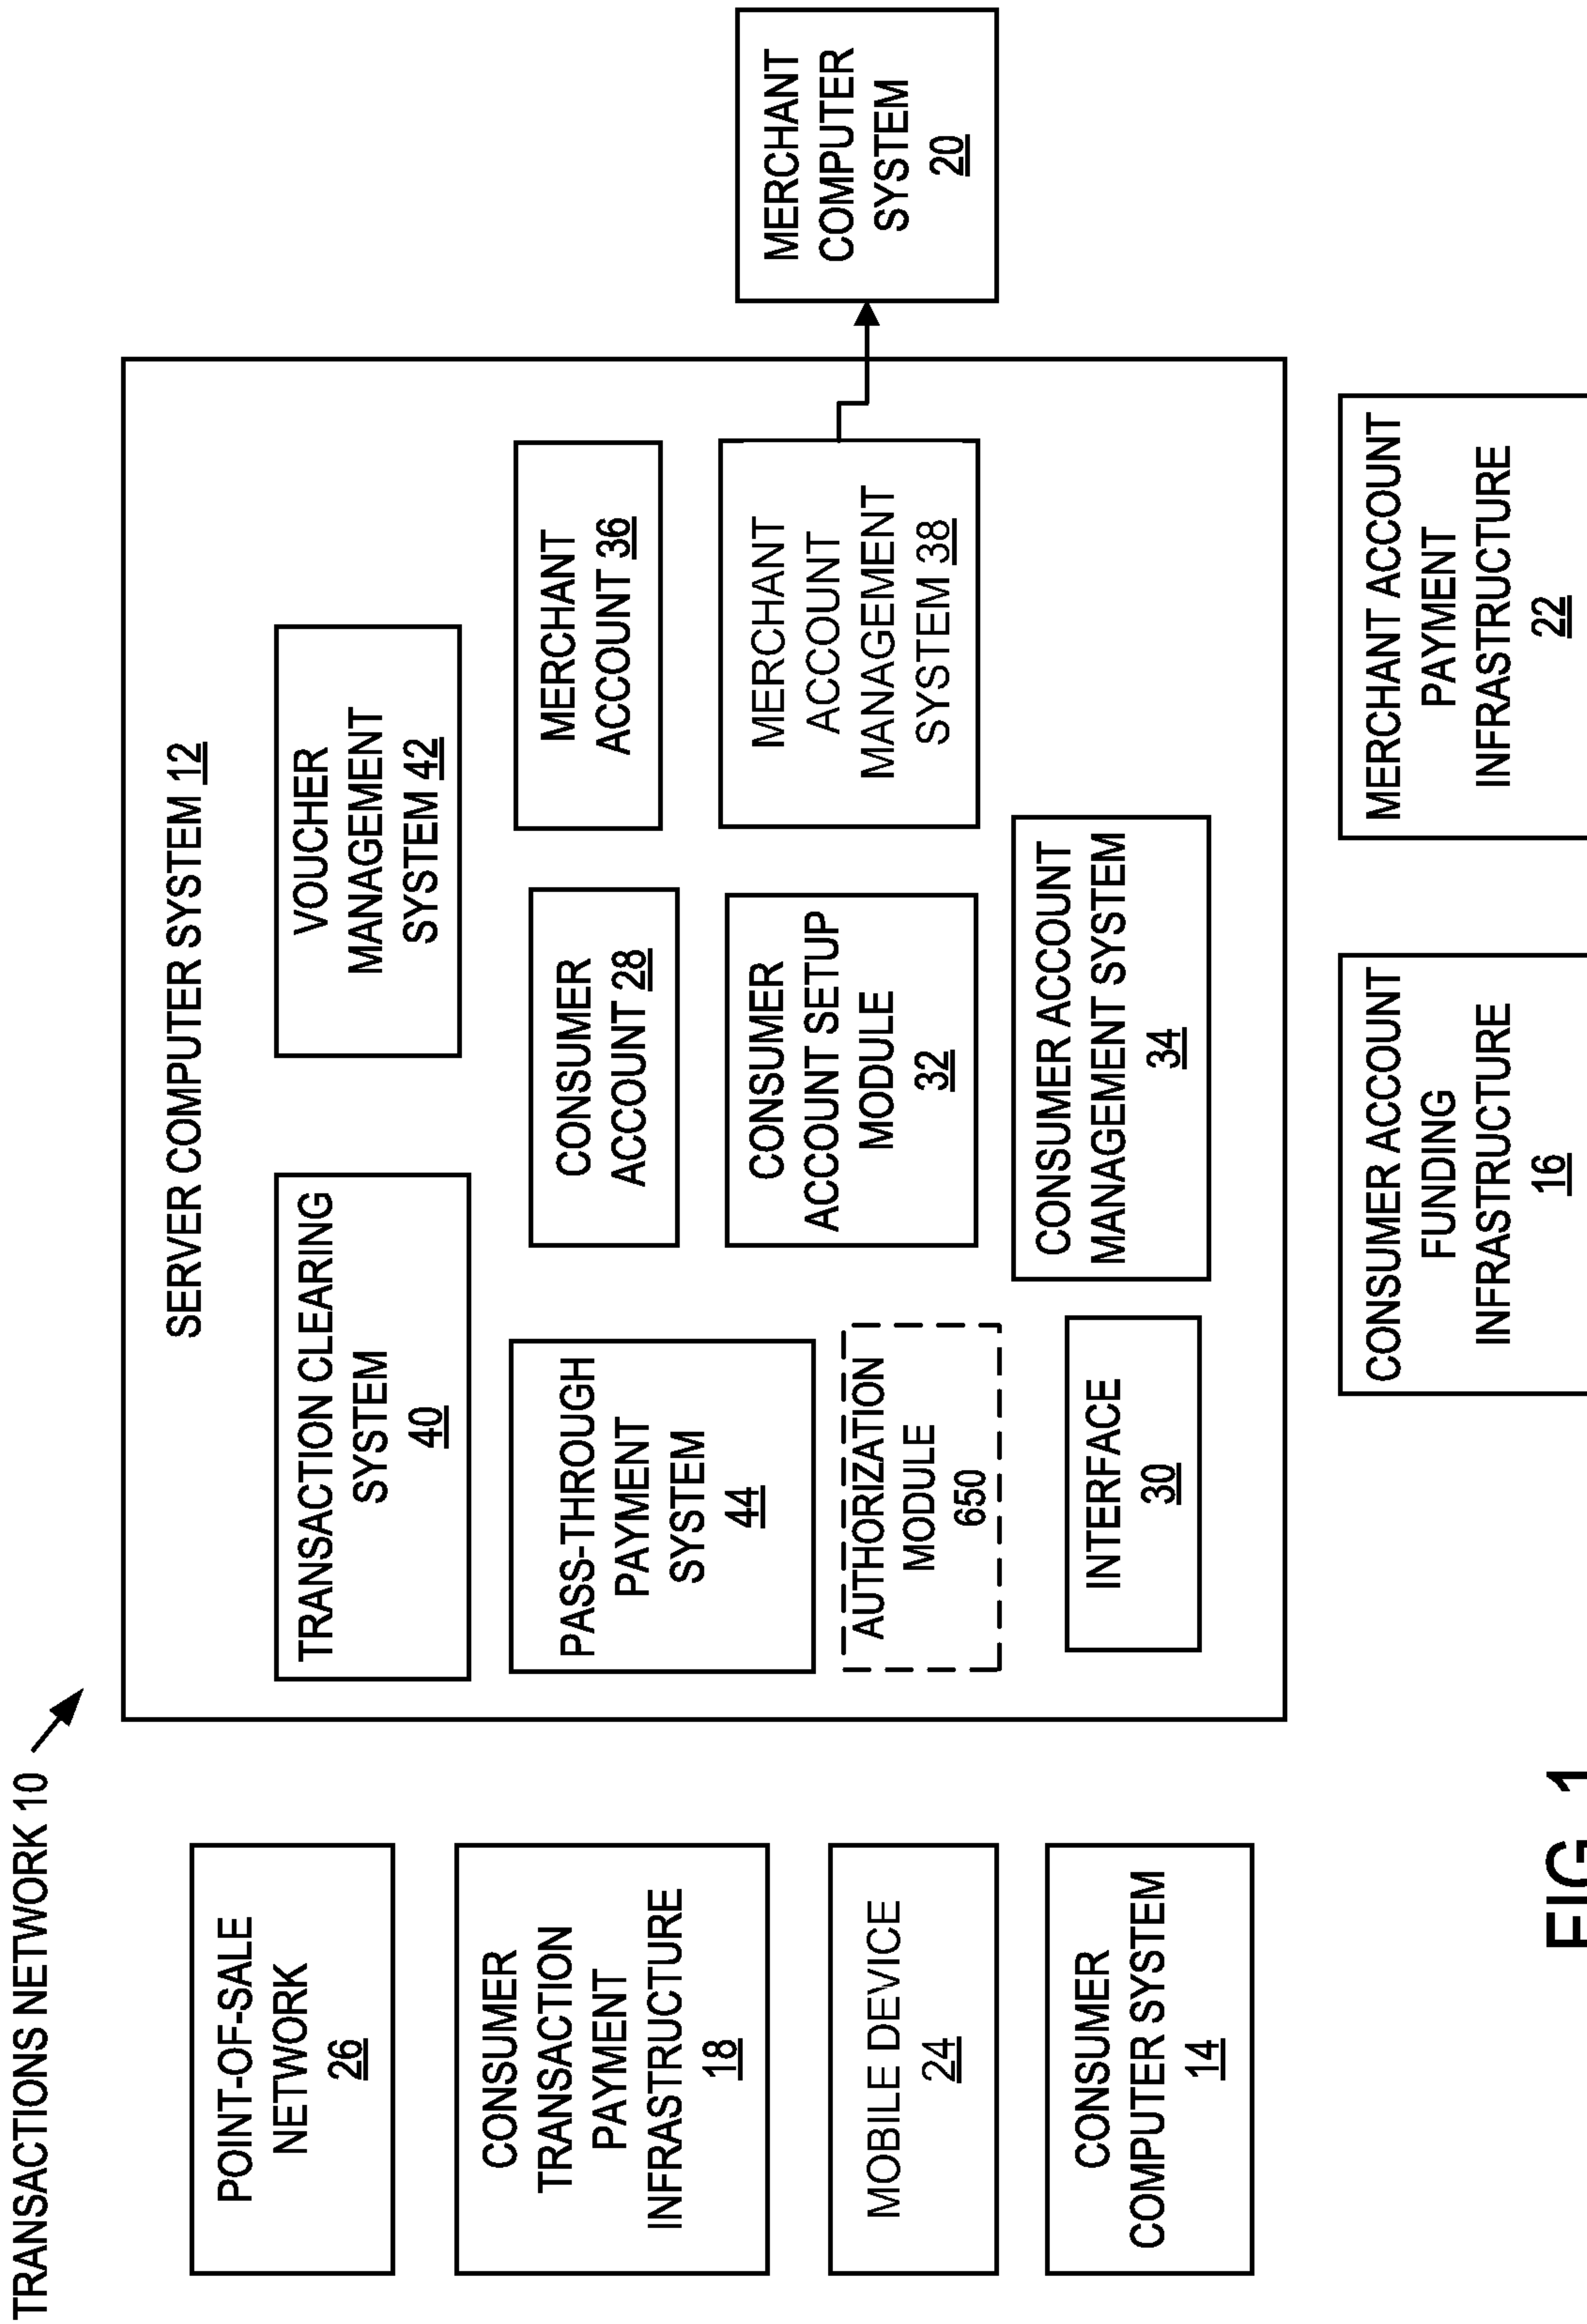 TRANSACTIONS NETWORK 10
POINT-OF-SALE
NETWORK
26
CONSUMER
TRANSACTION
PAYMENT
INFRASTRUCTURE
18
MOBILE DEVICE
24
CONSUMER
COMPUTER SYSTEM
14
SERVER COMPUTER SYSTEM 12
TRANSACTION CLEARING
SYSTEM
40
VOUCHER
MANAGEMENT
SYSTEM 42
PASS-THROUGH
PAYMENT
SYSTEM
44
CONSUMER
ACCOUNT 28
MERCHANT
ACCOUNT 36
AUTHORIZATION
MODULE
650
CONSUMER
ACCOUNT SETUP
MODULE
32
MERCHANT
ACCOUNT
MANAGEMENT
SYSTEM 38
INTERFACE
30
CONSUMER ACCOUNT
MANAGEMENT SYSTEM
34
MERCHANT
COMPUTER
SYSTEM
20
CONSUMER ACCOUNT
FUNDING
INFRASTRUCTURE
16
MERCHANT ACCOUNT
PAYMENT
INFRASTRUCTURE
22
FIG. 1